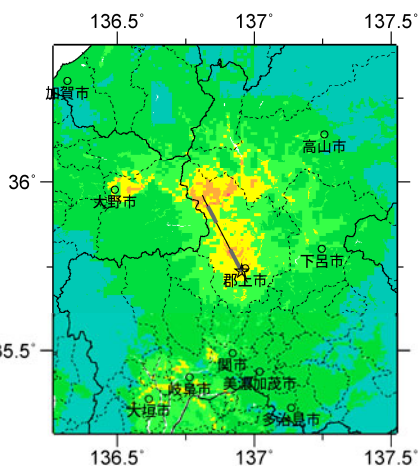 136.5˚ 137˚ 137.5˚
加賀市
高山市
36˚
大野市
下呂市
郡上市
35.5˚
関市
岐阜市
美濃加茂市
大垣市
多治見市
136.5˚ 137˚ 137.5˚